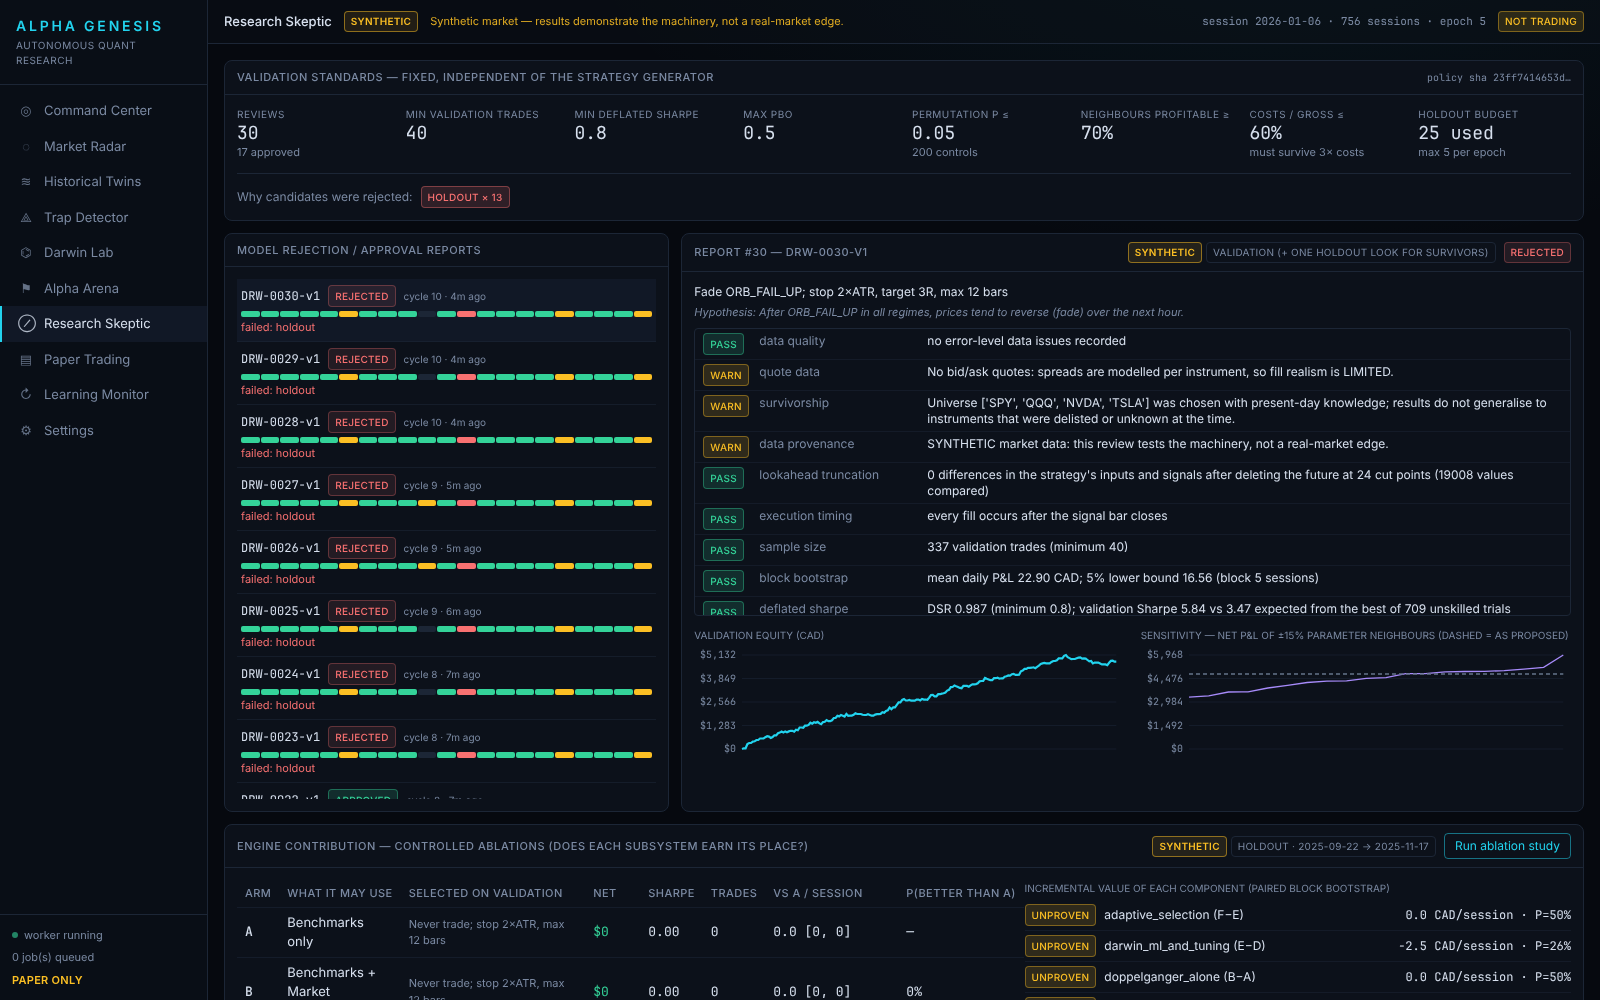 ALPHA GENESIS
AUTONOMOUS QUANT
RESEARCH
Command Center
Market Radar
Historical Twins
Trap Detector
Darwin Lab
Alpha Arena
Research Skeptic
Paper Trading
Learning Monitor
Settings
worker running
0 job(s) queued
PAPER ONLY
Research Skeptic SYNTHETIC Synthetic market — results demonstrate the machinery, not a real-market edge. session 2026-01-06 · 756 sessions · epoch 5 NOT TRADING
VALIDATION STANDARDS — FIXED, INDEPENDENT OF THE STRATEGY GENERATOR policy sha 23ff7414653d…
REVIEWS MIN VALIDATION TRADES MIN DEFLATED SHARPE MAX PBO PERMUTATION P ≤ NEIGHBOURS PROFITABLE ≥ COSTS / GROSS ≤ HOLDOUT BUDGET
30 40 0.8 0.5 0.05 70% 60% 25 used
17 approved 200 controls must survive 3× costs max 5 per epoch
Why candidates were rejected: HOLDOUT × 13
MODEL REJECTION / APPROVAL REPORTS
DRW-0030-v1 REJECTED cycle 10 · 4m ago
failed: holdout
DRW-0029-v1 REJECTED cycle 10 · 4m ago
failed: holdout
DRW-0028-v1 REJECTED cycle 10 · 4m ago
failed: holdout
DRW-0027-v1 REJECTED cycle 9 · 5m ago
failed: holdout
DRW-0026-v1 REJECTED cycle 9 · 5m ago
failed: holdout
DRW-0025-v1 REJECTED cycle 9 · 6m ago
failed: holdout
DRW-0024-v1 REJECTED cycle 8 · 7m ago
failed: holdout
DRW-0023-v1 REJECTED cycle 8 · 7m ago
failed: holdout
REPORT #30 — DRW-0030-V1 SYNTHETIC VALIDATION (+ ONE HOLDOUT LOOK FOR SURVIVORS) REJECTED
Fade ORB_FAIL_UP; stop 2×ATR, target 3R, max 12 bars
Hypothesis: After ORB_FAIL_UP in all regimes, prices tend to reverse (fade) over the next hour.
PASS data quality no error-level data issues recorded
WARN quote data No bid/ask quotes: spreads are modelled per instrument, so fill realism is LIMITED.
WARN survivorship Universe ['SPY', 'QQQ', 'NVDA', 'TSLA'] was chosen with present-day knowledge; results do not generalise to
instruments that were delisted or unknown at the time.
WARN data provenance SYNTHETIC market data: this review tests the machinery, not a real-market edge.
PASS lookahead truncation 0 differences in the strategy's inputs and signals after deleting the future at 24 cut points (19008 values
compared)
PASS execution timing every fill occurs after the signal bar closes
PASS sample size 337 validation trades (minimum 40)
PASS block bootstrap mean daily P&L 22.90 CAD; 5% lower bound 16.56 (block 5 sessions)
PASS deflated sharpe DSR 0.987 (minimum 0.8); validation Sharpe 5.84 vs 3.47 expected from the best of 709 unskilled trials
VALIDATION EQUITY (CAD)
$5,132
$3,849
$2,566
$1,283
$0
SENSITIVITY — NET P&L OF ±15% PARAMETER NEIGHBOURS (DASHED = AS PROPOSED)
$5,968
$4,476
$2,984
$1,492
$0
ENGINE CONTRIBUTION — CONTROLLED ABLATIONS (DOES EACH SUBSYSTEM EARN ITS PLACE?) SYNTHETIC HOLDOUT · 2025-09-22 → 2025-11-17 Run ablation study
ARM WHAT IT MAY USE SELECTED ON VALIDATION NET SHARPE TRADES VS A / SESSION P(BETTER THAN A)
A Benchmarks only Never trade; stop 2×ATR, max 12 bars $0 0.00 0 0.0 [0, 0] —
B Benchmarks + Market Never trade; stop 2×ATR, max $0 0.00 0 0.0 [0, 0] 0%
INCREMENTAL VALUE OF EACH COMPONENT (PAIRED BLOCK BOOTSTRAP)
UNPROVEN adaptive_selection (F−E) 0.0 CAD/session · P=50%
UNPROVEN darwin_ml_and_tuning (E−D) -2.5 CAD/session · P=26%
UNPROVEN doppelganger_alone (B−A) 0.0 CAD/session · P=50%